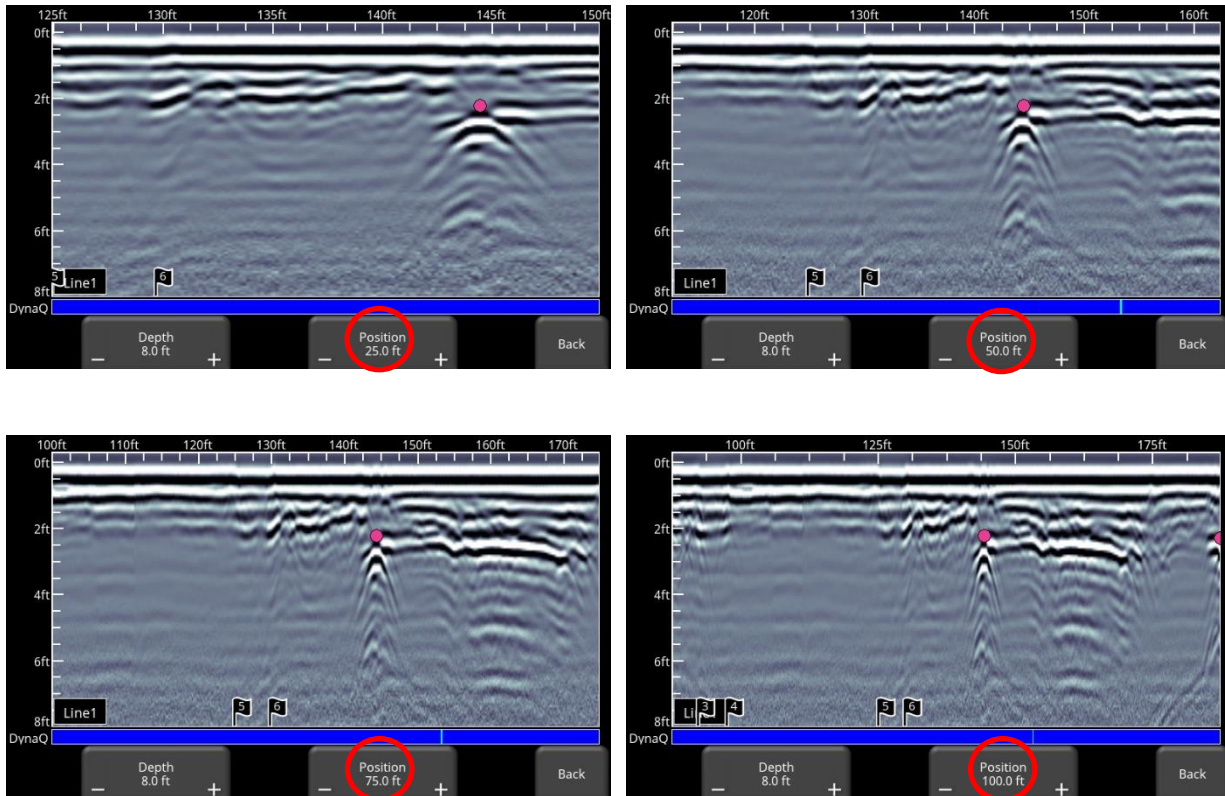 125ft 130ft 135ft 140ft 145ft 150ft
0ft
2ft
4ft
6ft
8ft
5 Line1 6
DynaQ
Depth Position
8.0 ft 25.0 ft Back
− + − +
120ft 130ft 140ft 150ft 160ft
0ft
2ft
4ft
6ft
8ft
Line1 5 6
DynaQ
Depth Position
8.0 ft 50.0 ft Back
− + − +
100ft 110ft 120ft 130ft 140ft 150ft 160ft 170ft
0ft
2ft
4ft
6ft
8ft
Line1 5 6
DynaQ
Depth Position
8.0 ft 75.0 ft Back
− + − +
100ft 125ft 150ft 175ft
0ft
2ft
4ft
6ft
8ft
Li 3 4 5 6
DynaQ
Depth Position
8.0 ft 100.0 ft Back
− + − +